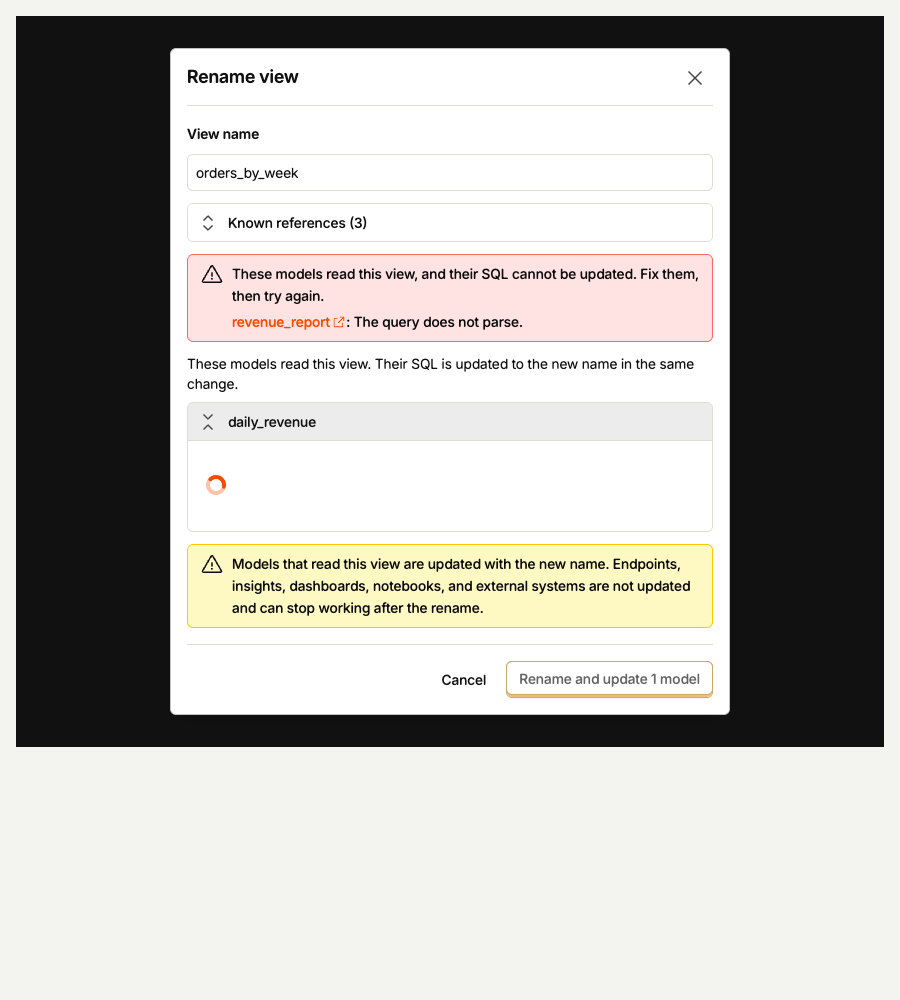 Rename view
View name
orders_by_week
Known references (3)
These models read this view, and their SQL cannot be updated. Fix them,
then try again.
revenue_report: The query does not parse.
These models read this view. Their SQL is updated to the new name in the same
change.
daily_revenue
Models that read this view are updated with the new name. Endpoints,
insights, dashboards, notebooks, and external systems are not updated
and can stop working after the rename.
Cancel
Rename and update 1 model